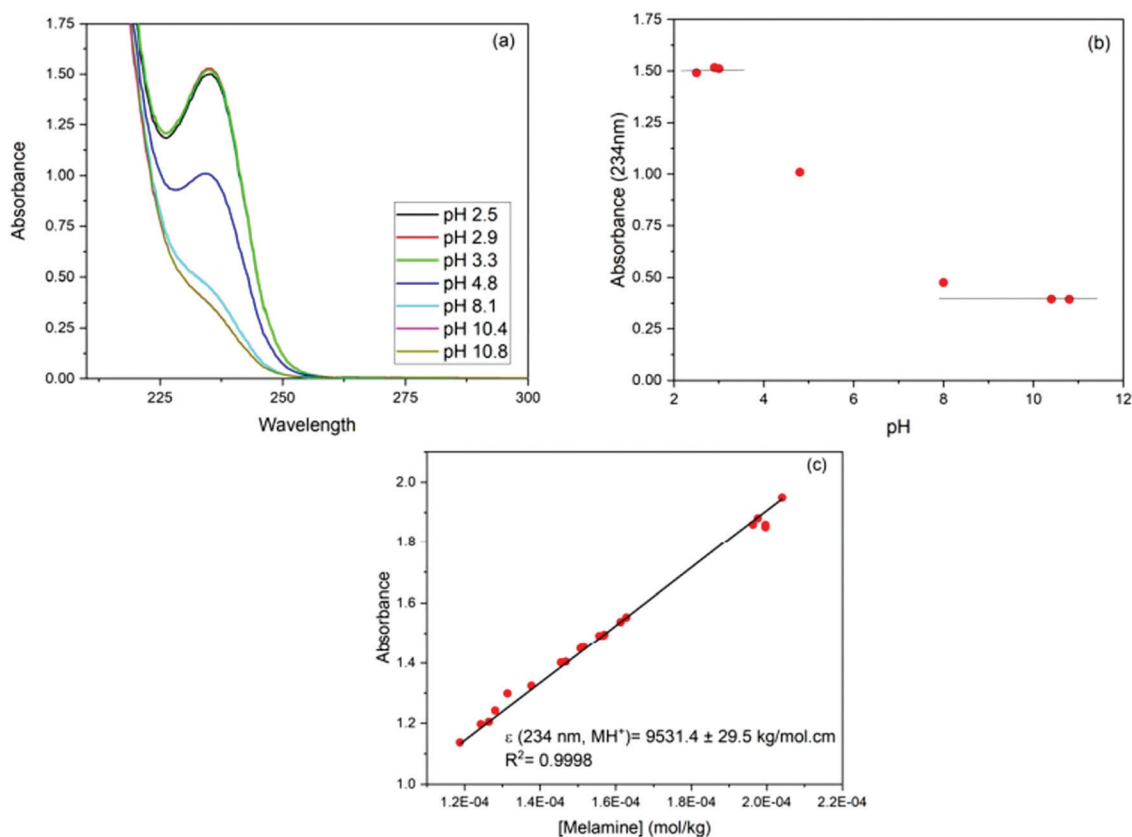 (a)
1.75
1.50
1.25
1.00
0.75
0.50
0.25
0.00
Absorbance
225 250 275 300
Wavelength
pH 2.5
pH 2.9
pH 3.3
pH 4.8
pH 8.1
pH 10.4
pH 10.8
(b)
1.75
1.50
1.25
1.00
0.75
0.50
0.25
0.00
Absorbance (234nm)
2 4 6 8 10 12
pH
(c)
2.0
1.8
1.6
1.4
1.2
1.0
Absorbance
ε (234 nm, MH⁺)= 9531.4 ± 29.5 kg/mol.cm
R²= 0.9998
1.2E-04 1.4E-04 1.6E-04 1.8E-04 2.0E-04 2.2E-04
[Melamine] (mol/kg)